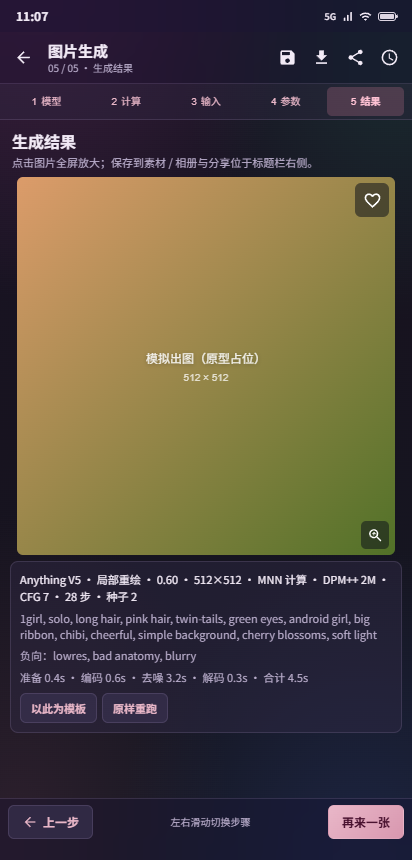 11:07
5G
图片生成
05 / 05 • 生成结果
1 模型
2 计算
3 输入
4 参数
5 结果
生成结果
点击图片全屏放大；保存到素材 / 相册与分享位于标题栏右侧。
模拟出图（原型占位）
512 × 512
Anything V5 • 局部重绘 • 0.60 • 512×512 • MNN 计算 • DPM++ 2M •
CFG 7 • 28 步 • 种子 2
1girl, solo, long hair, pink hair, twin-tails, green eyes, android girl, big
ribbon, chibi, cheerful, simple background, cherry blossoms, soft light
负向：lowres, bad anatomy, blurry
准备 0.4s • 编码 0.6s • 去噪 3.2s • 解码 0.3s • 合计 4.5s
以此为模板
原样重跑
上一步
左右滑动切换步骤
再来一张